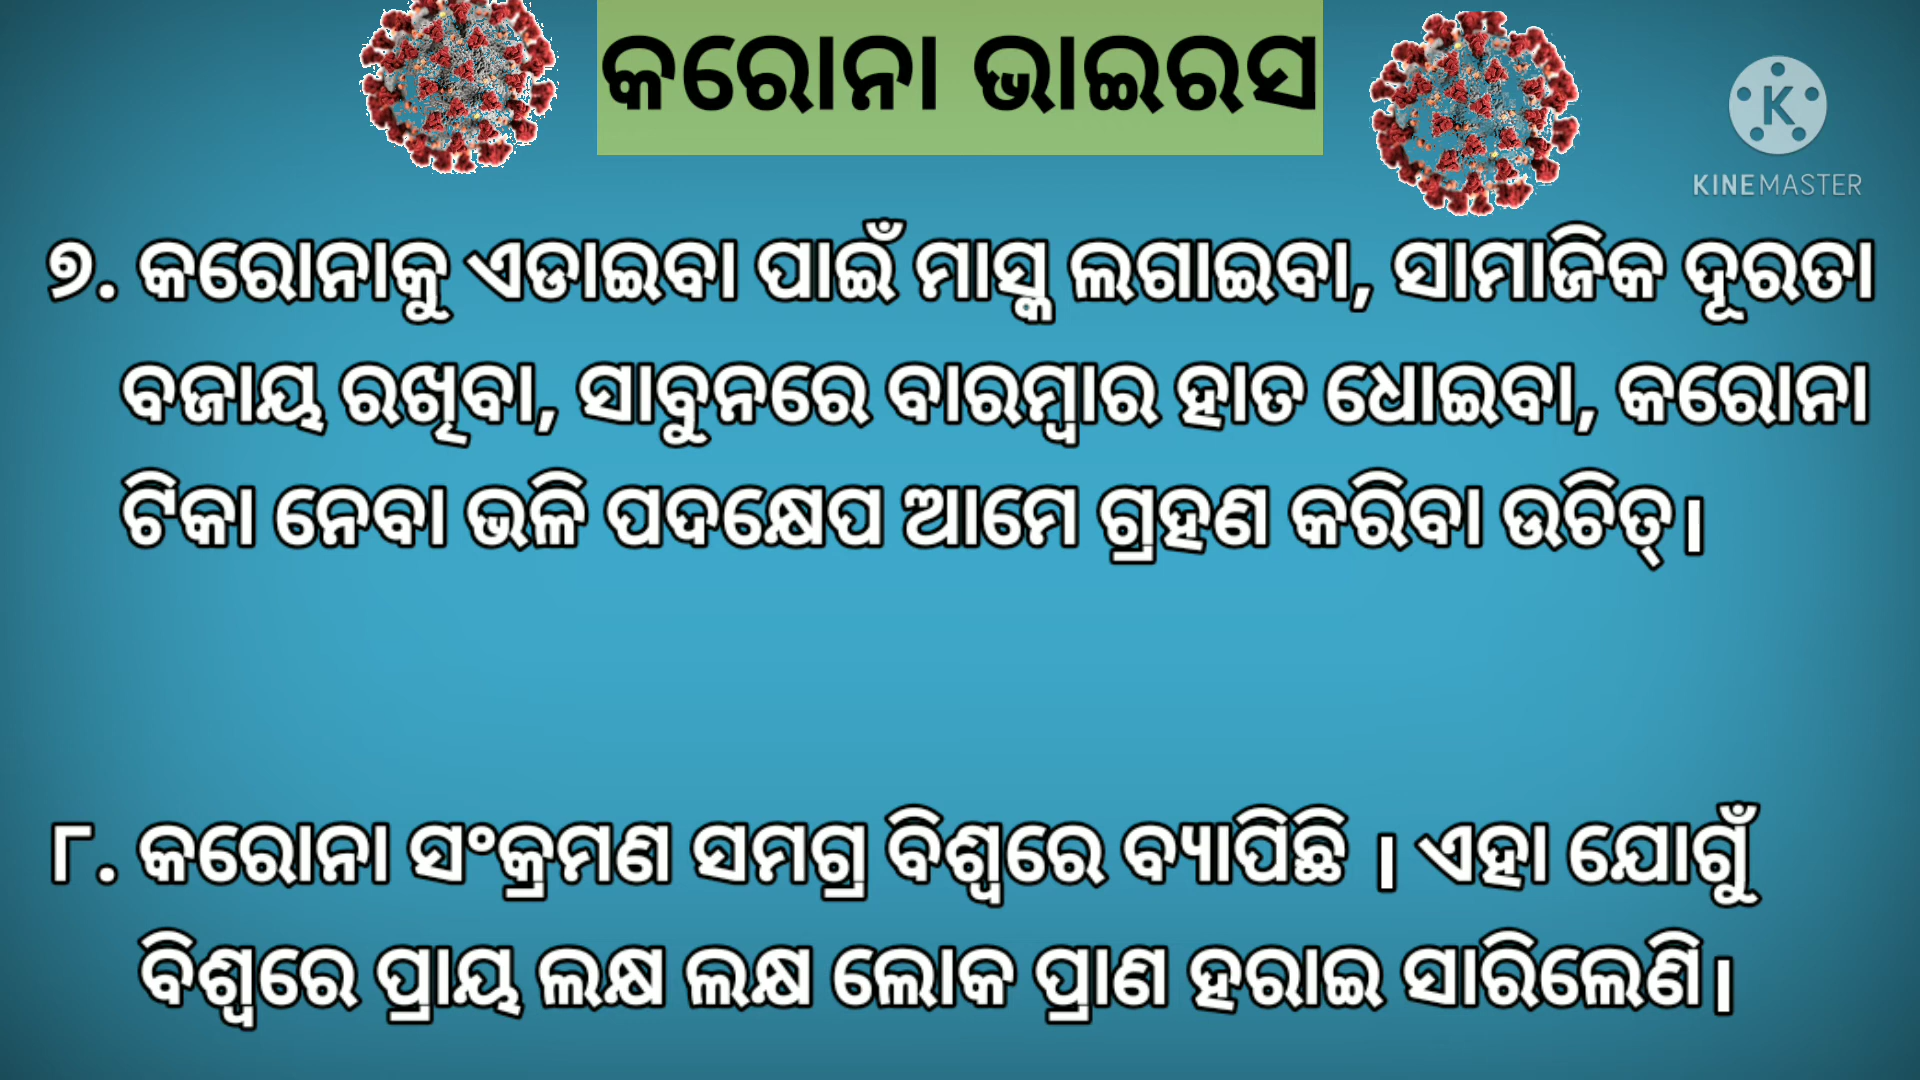 କରୋନା ଭାଇରସ
KINEMASTER
୭. କରୋନାକୁ ଏଡାଇବା ପାଇଁ ମାସ୍କ ଲଗାଇବା, ସାମାଜିକ ଦୂରତା
ବଜାୟ ରଖିବା, ସାବୁନରେ ବାରମ୍ବାର ହାତ ଧୋଇବା, କରୋନା
ଟିକା ନେବା ଭଳି ପଦକ୍ଷେପ ଆମେ ଗ୍ରହଣ କରିବା ଉଚିତ୍।
୮. କରୋନା ସଂକ୍ରମଣ ସମଗ୍ର ବିଶ୍ୱରେ ବ୍ୟାପିଛି । ଏହା ଯୋଗୁଁ
ବିଶ୍ୱରେ ପ୍ରାୟ ଲକ୍ଷ ଲକ୍ଷ ଲୋକ ପ୍ରାଣ ହରାଇ ସାରିଲେଣି।